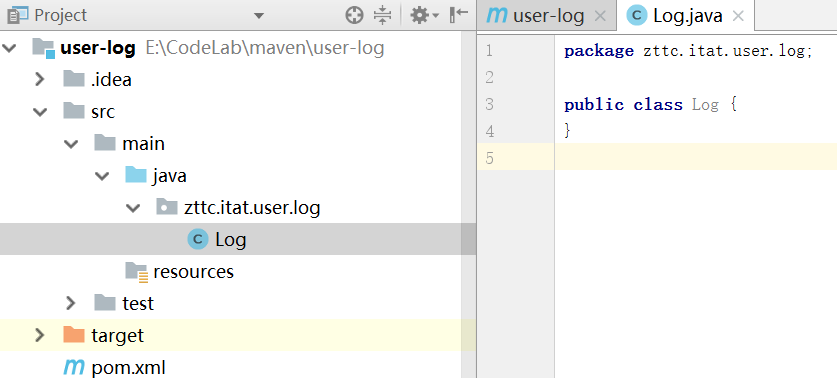 Project
user-log E:\CodeLab\maven\user-log
.idea
src
main
java
zttc.itat.user.log
Log
resources
test
target
pom.xml
user-log Log.java
1 package zttc.itat.user.log;
2
3 public class Log {
4 }
5